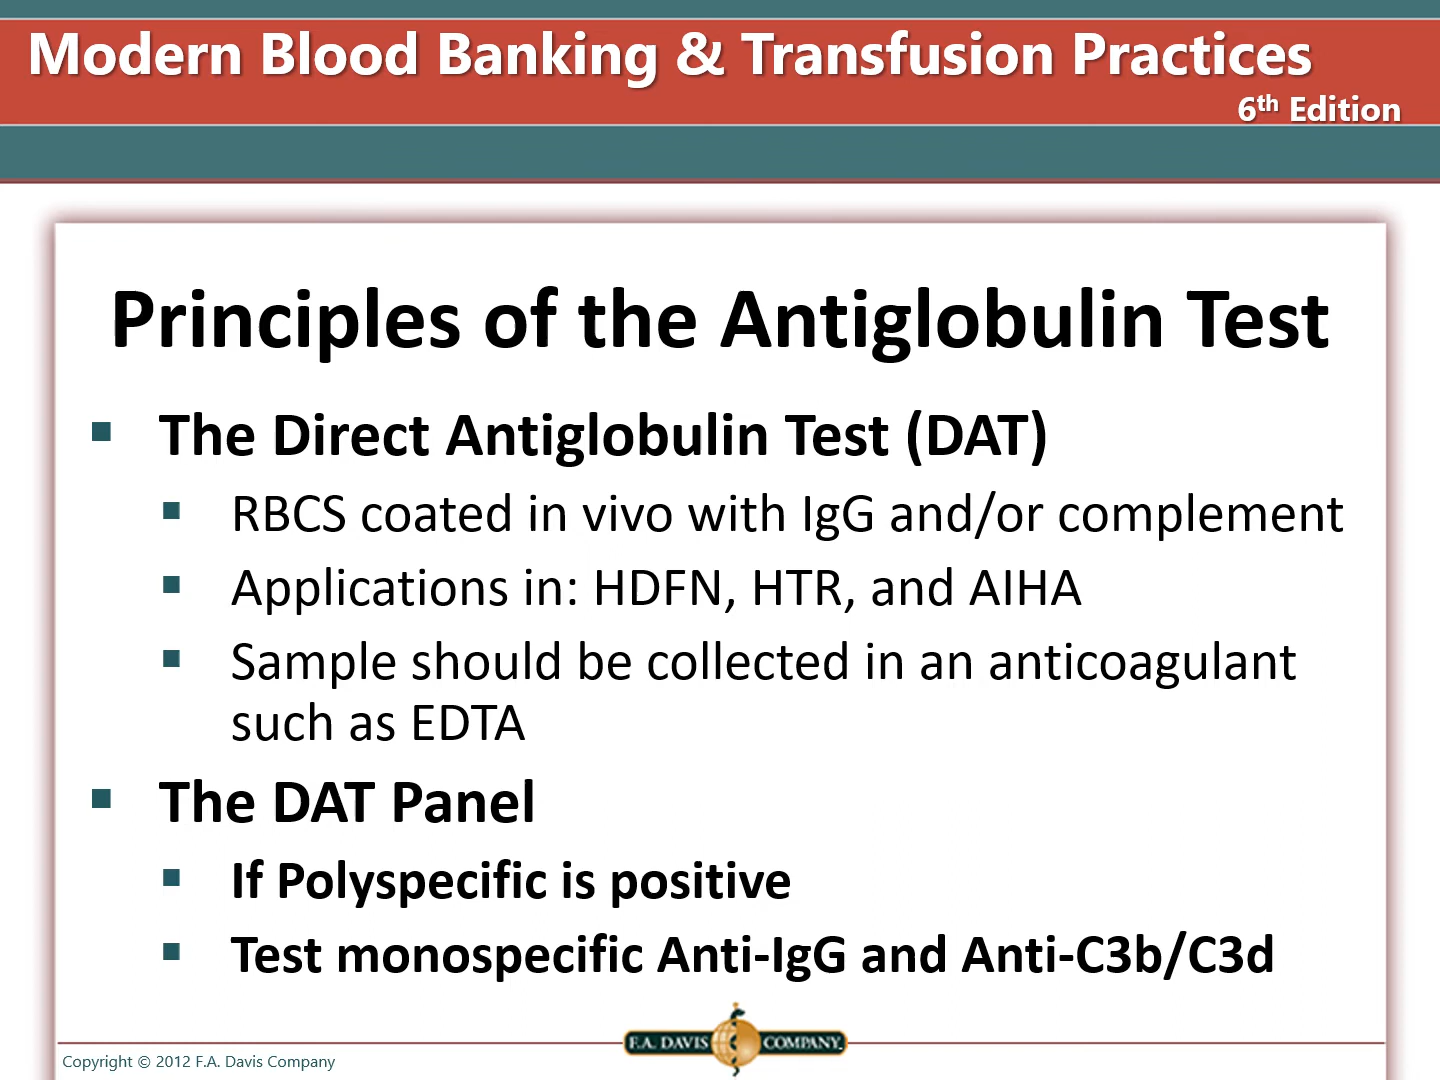 Modern Blood Banking & Transfusion Practices
6th Edition
Principles of the Antiglobulin Test
▪ The Direct Antiglobulin Test (DAT)
▪ RBCS coated in vivo with IgG and/or complement
▪ Applications in: HDFN, HTR, and AIHA
▪ Sample should be collected in an anticoagulant
such as EDTA
▪ The DAT Panel
▪ If Polyspecific is positive
▪ Test monospecific Anti-IgG and Anti-C3b/C3d
F.A. DAVIS COMPANY
Copyright © 2012 F.A. Davis Company